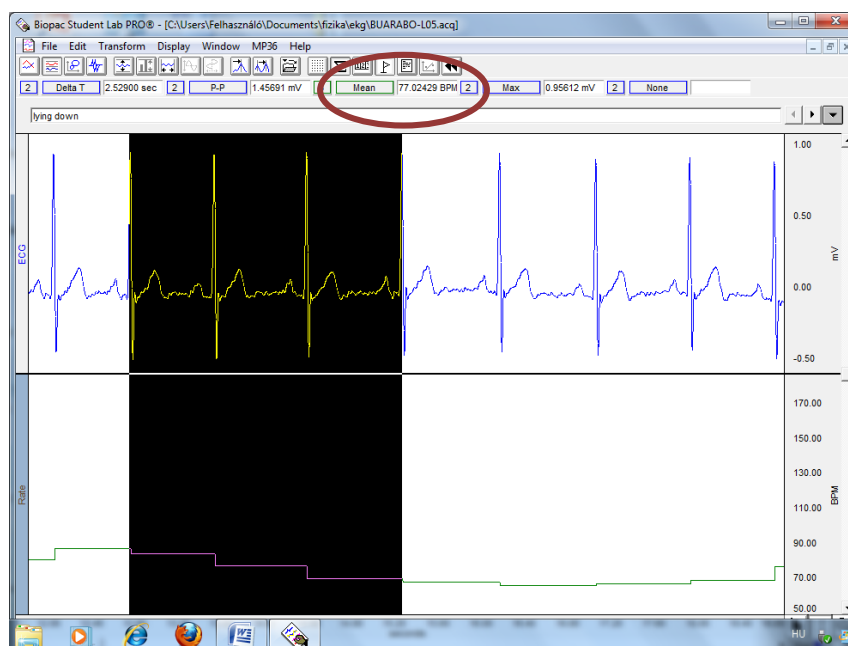 Biopac Student Lab PRO® - [C:\Users\Felhasználó\Documents\fizika\ekg\BUARABO-L05.acq]
File Edit Transform Display Window MP36 Help
2 Delta T 2.52900 sec 2 P-P 1.45691 mV Mean 77.02429 BPM 2 Max 0.95612 mV 2 None
lying down
1.00
0.50
0.00
-0.50
ECG
mV
170.00
150.00
130.00
110.00
90.00
70.00
50.00
Rate
BPM
HU